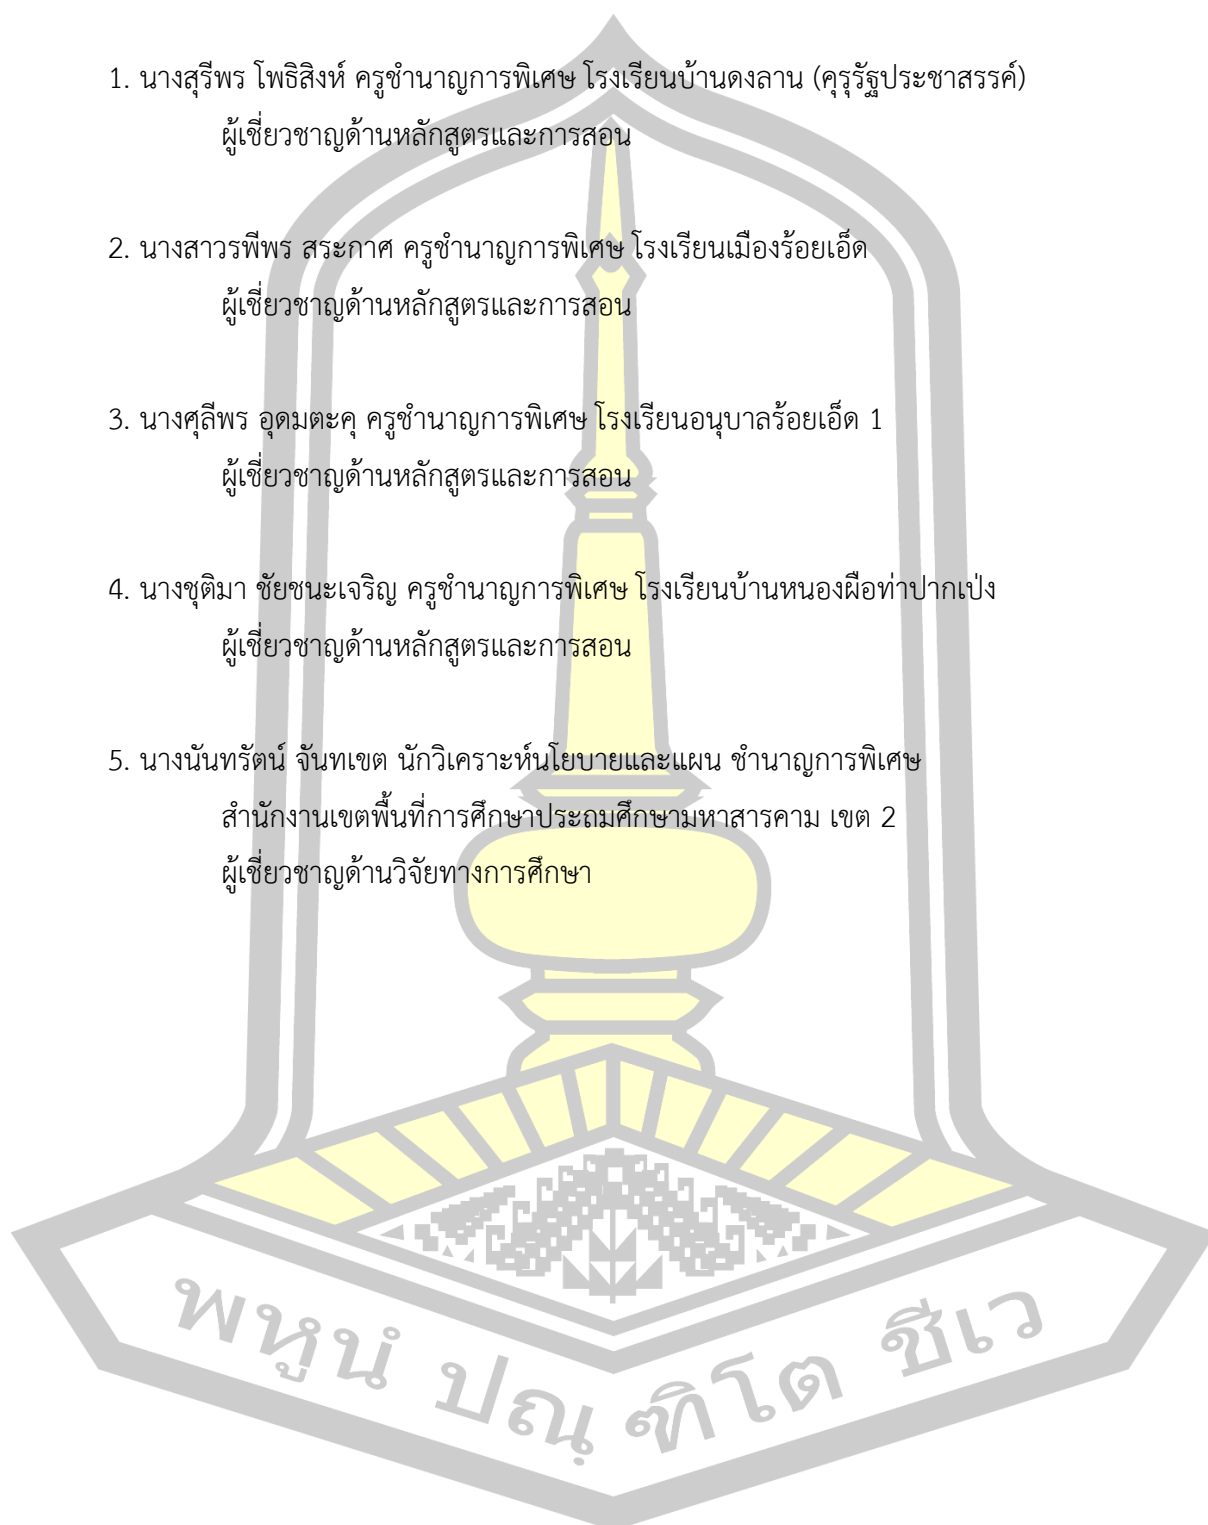 1. นางสุรีพร โพธิสิงห์ ครูชำนาญการพิเศษ โรงเรียนบ้านดงลาน (คุรุรัฐประชาสรรค์)
ผู้เชี่ยวชาญด้านหลักสูตรและการสอน
2. นางสาวรพีพร สระกาศ ครูชำนาญการพิเศษ โรงเรียนเมืองร้อยเอ็ด
ผู้เชี่ยวชาญด้านหลักสูตรและการสอน
3. นางศุลีพร อุดมตะคุ ครูชำนาญการพิเศษ โรงเรียนอนุบาลร้อยเอ็ด 1
ผู้เชี่ยวชาญด้านหลักสูตรและการสอน
4. นางชุติมา ชัยชนะเจริญ ครูชำนาญการพิเศษ โรงเรียนบ้านหนองผือท่าปากเป่ง
ผู้เชี่ยวชาญด้านหลักสูตรและการสอน
5. นางนันทรัตน์ จันทเขต นักวิเคราะห์นโยบายและแผน ชำนาญการพิเศษ
สำนักงานเขตพื้นที่การศึกษาประถมศึกษามหาสารคาม เขต 2
ผู้เชี่ยวชาญด้านวิจัยทางการศึกษา
พหูนํ ปณฺฑิโต ชีเว